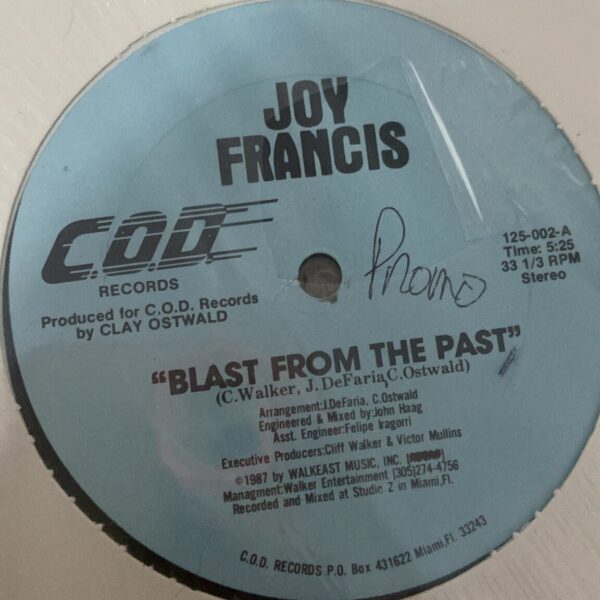 JOY
FRANCIS
C.O.D.
RECORDS
Produced for C.O.D. Records
by CLAY OSTWALD
Promo
125-002-A
Time: 5:25
33 1/3 RPM
Stereo
"BLAST FROM THE PAST"
(C.Walker, J.DeFaria,C.Ostwald)
Arrangement:J.DeFaria, C.Ostwald
Engineered & Mixed by:John Haag
Asst. Engineer:Felipe Iragorri
Executive Producers:Cliff Walker & Victor Mullins
©1987 by WALKEAST MUSIC, INC.
Managment:Walker Entertainment (305)274-4756
Recorded and Mixed at Studio Z in Miami,Fl.
C.O.D. RECORDS P.O. Box 431622 Miami,Fl. 33243